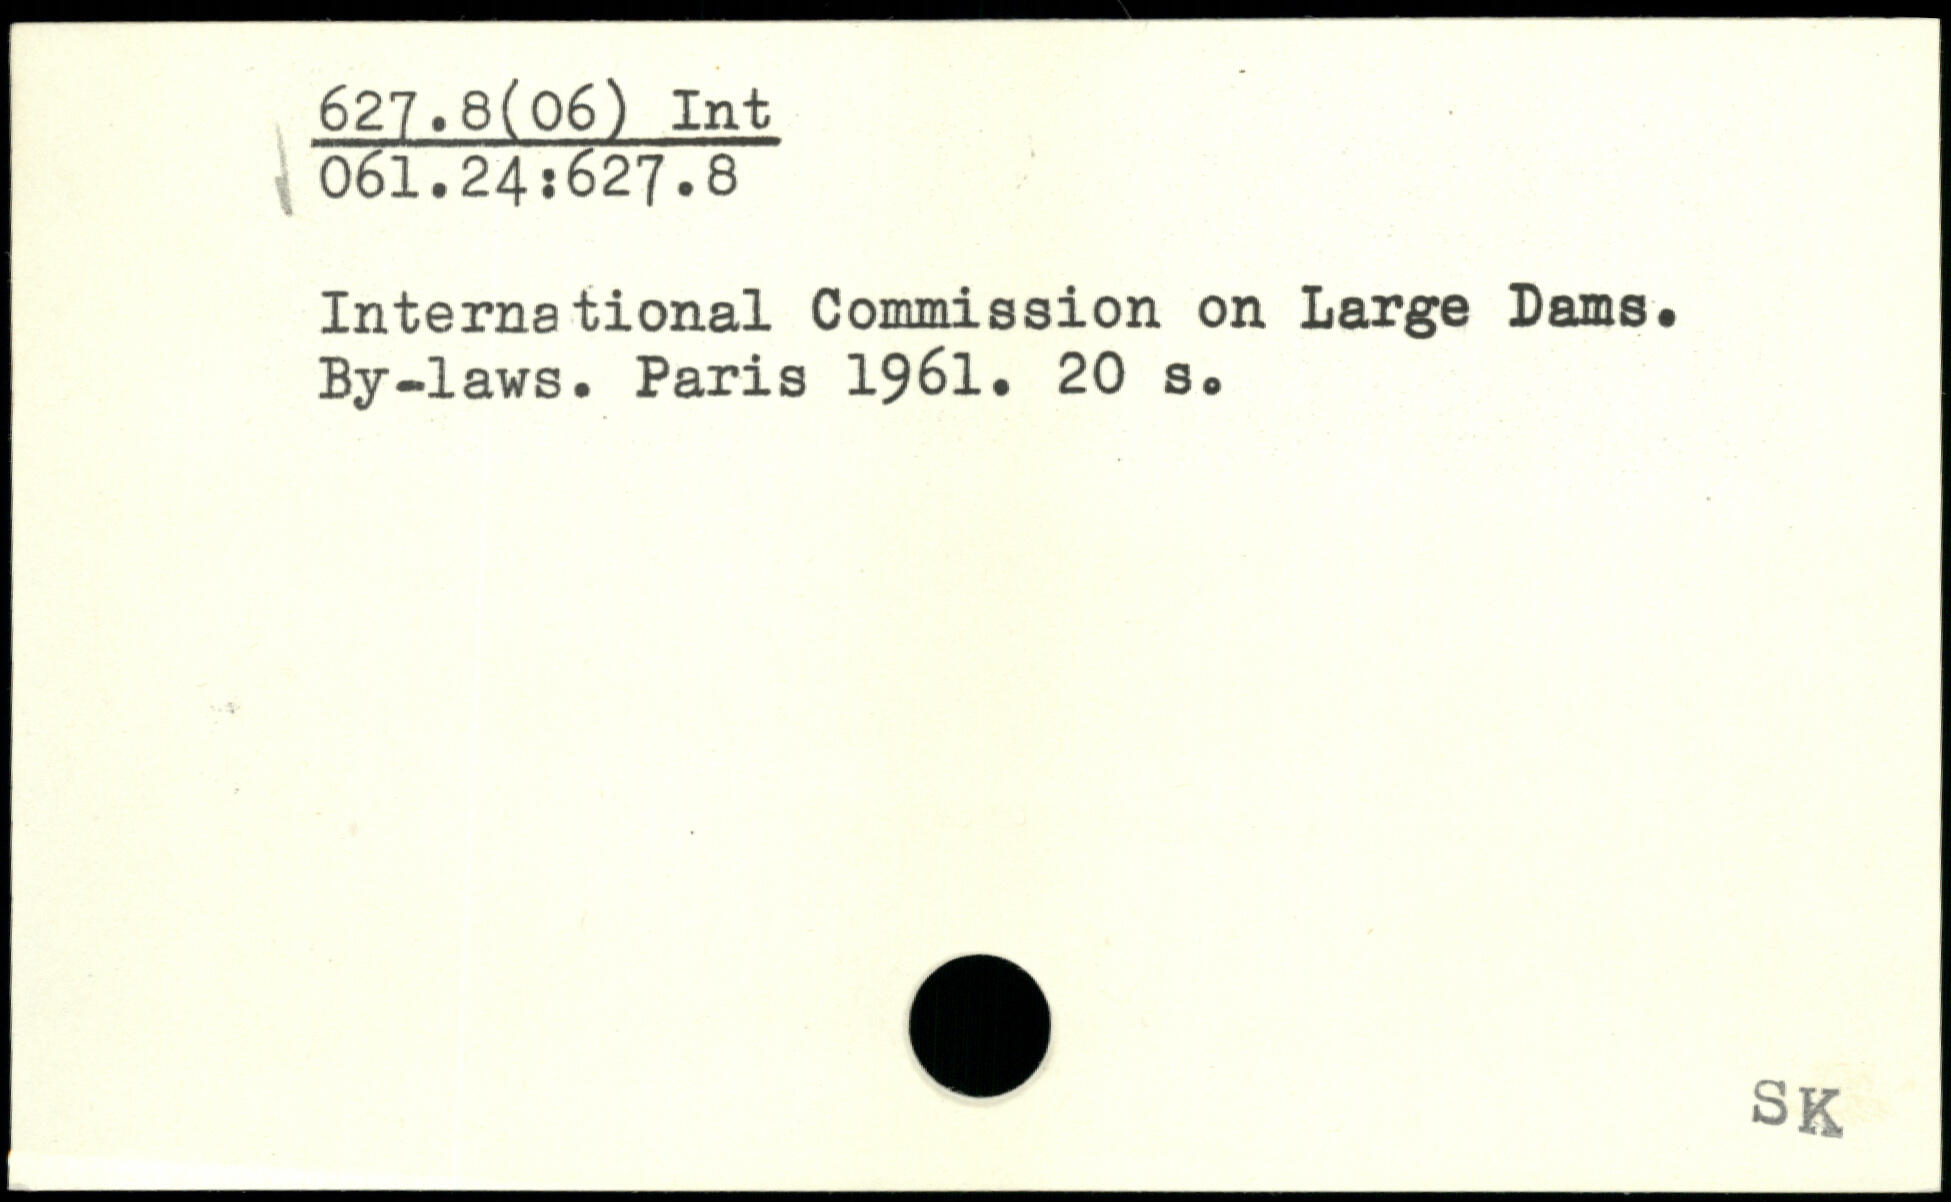 627.8(06) Int
061.24:627.8
International Commission on Large Dams.
By-laws. Paris 1961. 20 s.
SK